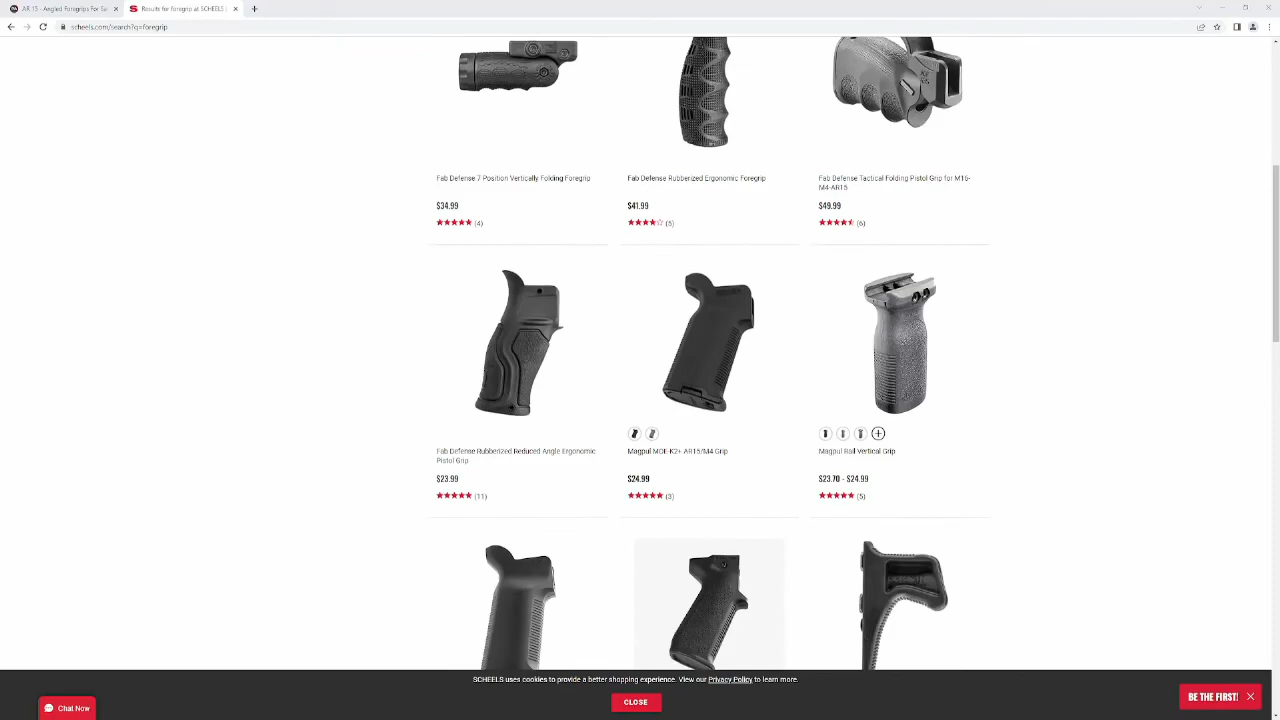 AR 15 - Angled Foregrips For Sa
Results for foregrip at SCHEELS
scheels.com/search?q=foregrip
Fab Defense 7 Position Vertically Folding Foregrip
$34.99
(4)
Fab Defense Rubberized Ergonomic Foregrip
$41.99
(5)
Fab Defense Tactical Folding Pistol Grip for M16-
M4-AR15
$49.99
(6)
Fab Defense Rubberized Reduced Angle Ergonomic
Pistol Grip
$23.99
(11)
Magpul MOE-K2+ AR15/M4 Grip
$24.99
(3)
Magpul Rail Vertical Grip
$23.70 - $24.99
(5)
SCHEELS uses cookies to provide a better shopping experience. View our Privacy Policy to learn more.
CLOSE
Chat Now
BE THE FIRST!